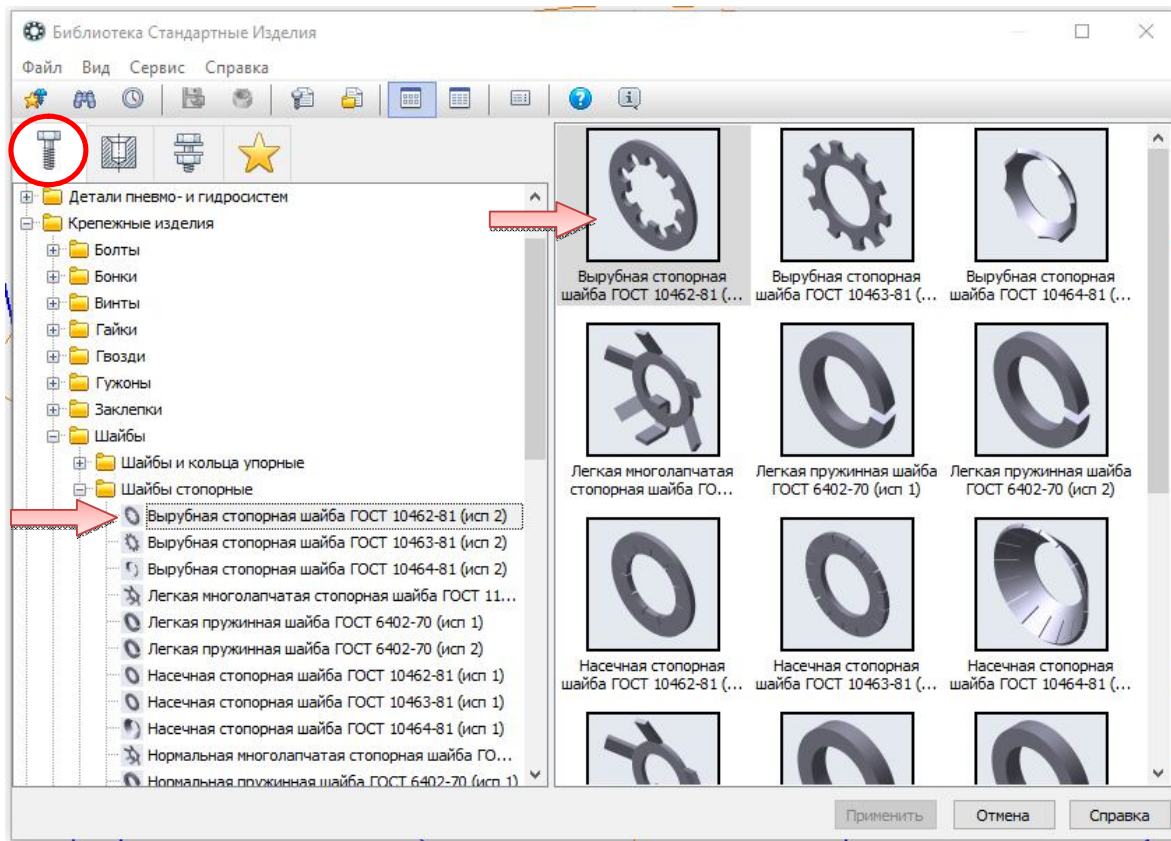 Библиотека Стандартные Изделия
Файл Вид Сервис Справка
Детали пневмо- и гидросистем
Крепежные изделия
Болты
Бонки
Винты
Гайки
Гвозди
Гужоны
Заклепки
Шайбы
Шайбы и кольца упорные
Шайбы стопорные
Вырубная стопорная шайба ГОСТ 10462-81 (исп 2)
Вырубная стопорная шайба ГОСТ 10463-81 (исп 2)
Вырубная стопорная шайба ГОСТ 10464-81 (исп 2)
Легкая многолапчатая стопорная шайба ГОСТ 11...
Легкая пружинная шайба ГОСТ 6402-70 (исп 1)
Легкая пружинная шайба ГОСТ 6402-70 (исп 2)
Насечная стопорная шайба ГОСТ 10462-81 (исп 1)
Насечная стопорная шайба ГОСТ 10463-81 (исп 1)
Насечная стопорная шайба ГОСТ 10464-81 (исп 1)
Нормальная многолапчатая стопорная шайба ГО...
Нормальная пружинная шайба ГОСТ 6402-70 (исп 1)
Вырубная стопорная
шайба ГОСТ 10462-81 (...
Вырубная стопорная
шайба ГОСТ 10463-81 (...
Вырубная стопорная
шайба ГОСТ 10464-81 (...
Легкая многолапчатая
стопорная шайба ГО...
Легкая пружинная шайба
ГОСТ 6402-70 (исп 1)
Легкая пружинная шайба
ГОСТ 6402-70 (исп 2)
Насечная стопорная
шайба ГОСТ 10462-81 (...
Насечная стопорная
шайба ГОСТ 10463-81 (...
Насечная стопорная
шайба ГОСТ 10464-81 (...
Применить Отмена Справка